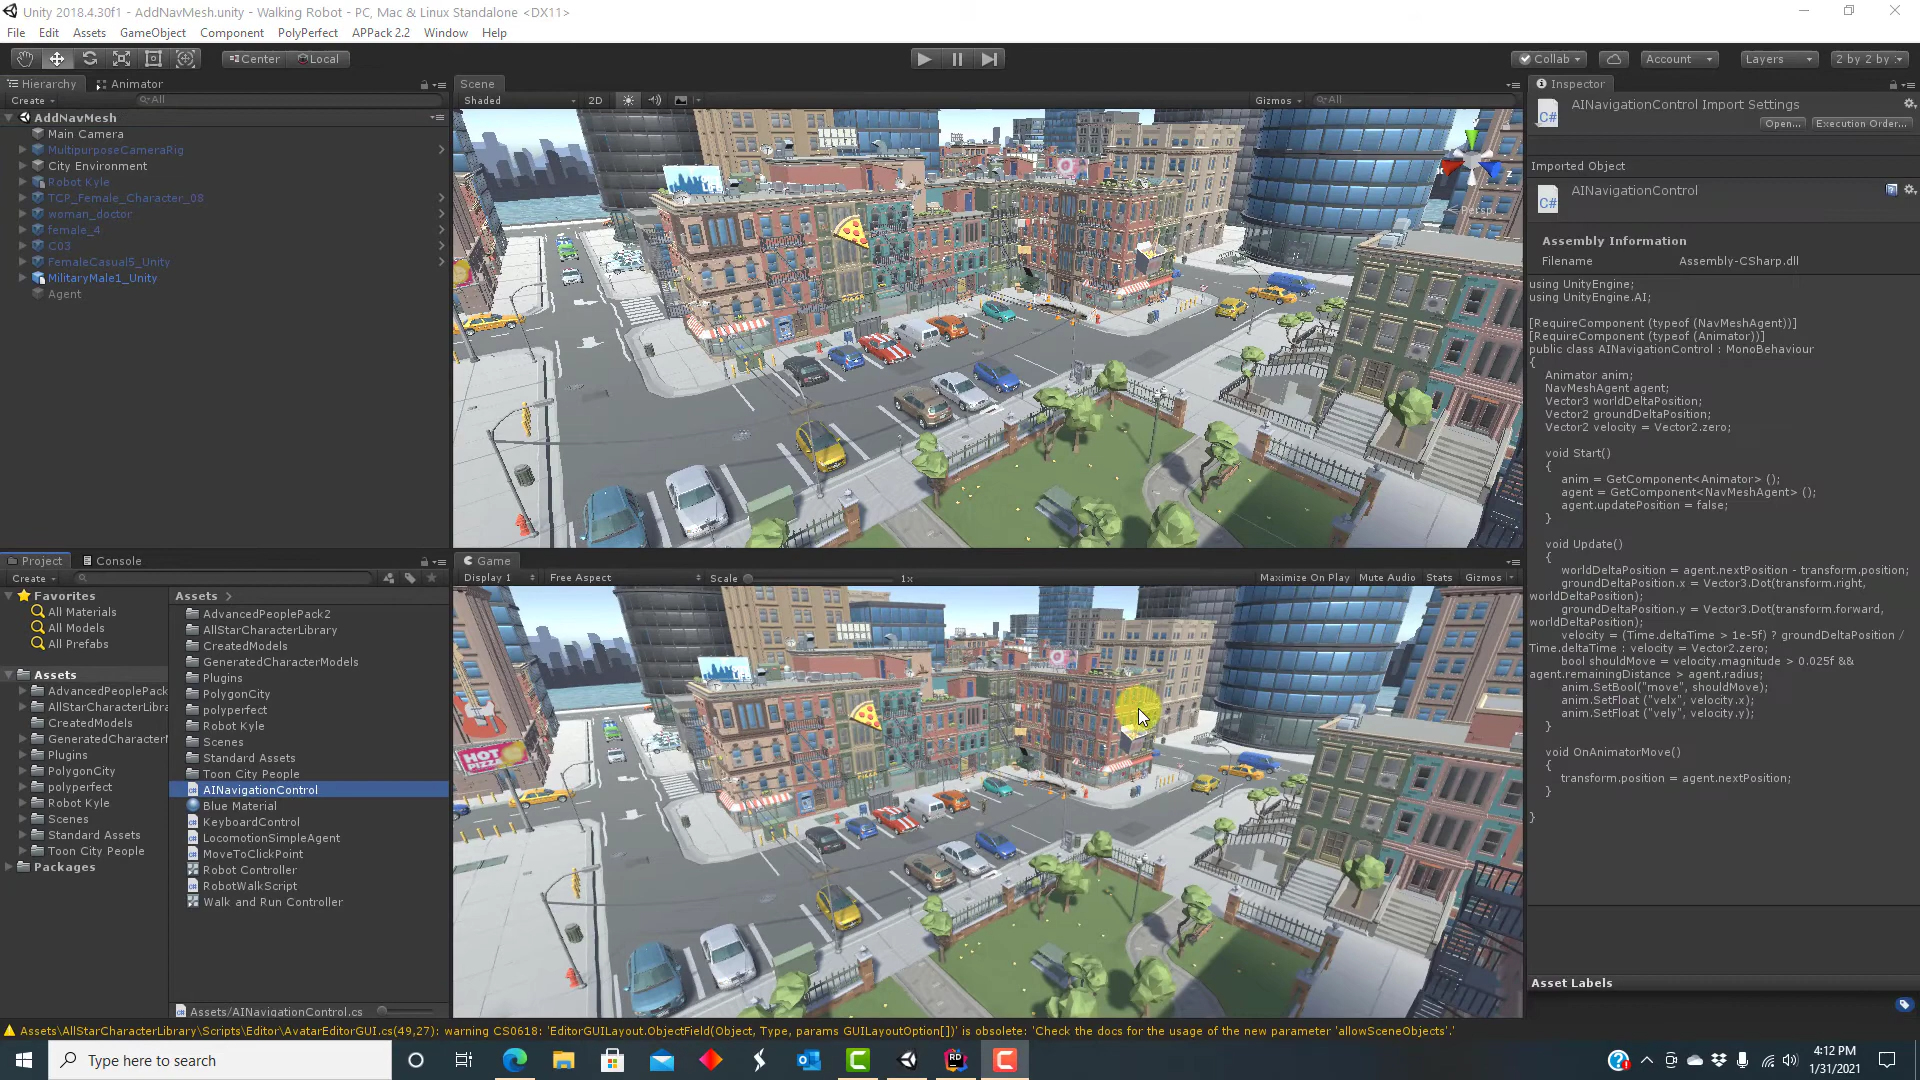 Unity 2018.4.30f1 - AddNavMesh.unity - Walking Robot - PC, Mac & Linux Standalone <DX11>
File Edit Assets GameObject Component PolyPerfect APPack 2.2 Window Help
Center Local Collab Account Layers 2 by 2
Hierarchy Animator
Create All
AddNavMesh
Main Camera
MultipurposeCameraRig
City Environment
Robot Kyle
TCP_Female_Character_08
woman_doctor
female_4
C03
FemaleCasual5_Unity
MilitaryMale1_Unity
Agent
Scene
Shaded 2D Gizmos All
Persp
z
Inspector
AINavigationControl Import Settings
C#
Open... Execution Order...
Imported Object
AINavigationControl
C#
Assembly Information
Filename Assembly-CSharp.dll
using UnityEngine;
using UnityEngine.AI;
[RequireComponent (typeof (NavMeshAgent))]
[RequireComponent (typeof (Animator))]
public class AINavigationControl : MonoBehaviour
{
Animator anim;
NavMeshAgent agent;
Vector3 worldDeltaPosition;
Vector2 groundDeltaPosition;
Vector2 velocity = Vector2.zero;
void Start()
{
anim = GetComponent<Animator> ();
agent = GetComponent<NavMeshAgent> ();
agent.updatePosition = false;
}
void Update()
{
worldDeltaPosition = agent.nextPosition - transform.position;
groundDeltaPosition.x = Vector3.Dot(transform.right,
worldDeltaPosition);
groundDeltaPosition.y = Vector3.Dot(transform.forward,
worldDeltaPosition);
velocity = (Time.deltaTime > 1e-5f) ? groundDeltaPosition /
Time.deltaTime : velocity = Vector2.zero;
bool shouldMove = velocity.magnitude > 0.025f &&
agent.remainingDistance > agent.radius;
anim.SetBool("move", shouldMove);
anim.SetFloat ("velx", velocity.x);
anim.SetFloat ("vely", velocity.y);
}
void OnAnimatorMove()
{
transform.position = agent.nextPosition;
}
}
Asset Labels
Project Console
Create
Favorites
All Materials
All Models
All Prefabs
Assets
AdvancedPeoplePack
AllStarCharacterLibra
CreatedModels
GeneratedCharacterM
Plugins
PolygonCity
polyperfect
Robot Kyle
Scenes
Standard Assets
Toon City People
Packages
Assets
AdvancedPeoplePack2
AllStarCharacterLibrary
CreatedModels
GeneratedCharacterModels
Plugins
PolygonCity
polyperfect
Robot Kyle
Scenes
Standard Assets
Toon City People
AINavigationControl
Blue Material
KeyboardControl
LocomotionSimpleAgent
MoveToClickPoint
Robot Controller
RobotWalkScript
Walk and Run Controller
Assets/AINavigationControl.cs
Game
Display 1 Free Aspect Scale 1x Maximize On Play Mute Audio Stats Gizmos
HOT
PIZZA
Assets\AllStarCharacterLibrary\Scripts\Editor\AvatarEditorGUI.cs(49,27): warning CS0618: 'EditorGUILayout.ObjectField(Object, Type, params GUILayoutOption[])' is obsolete: 'Check the docs for the usage of the new parameter 'allowSceneObjects'.'
Type here to search
RD
4:12 PM
1/31/2021